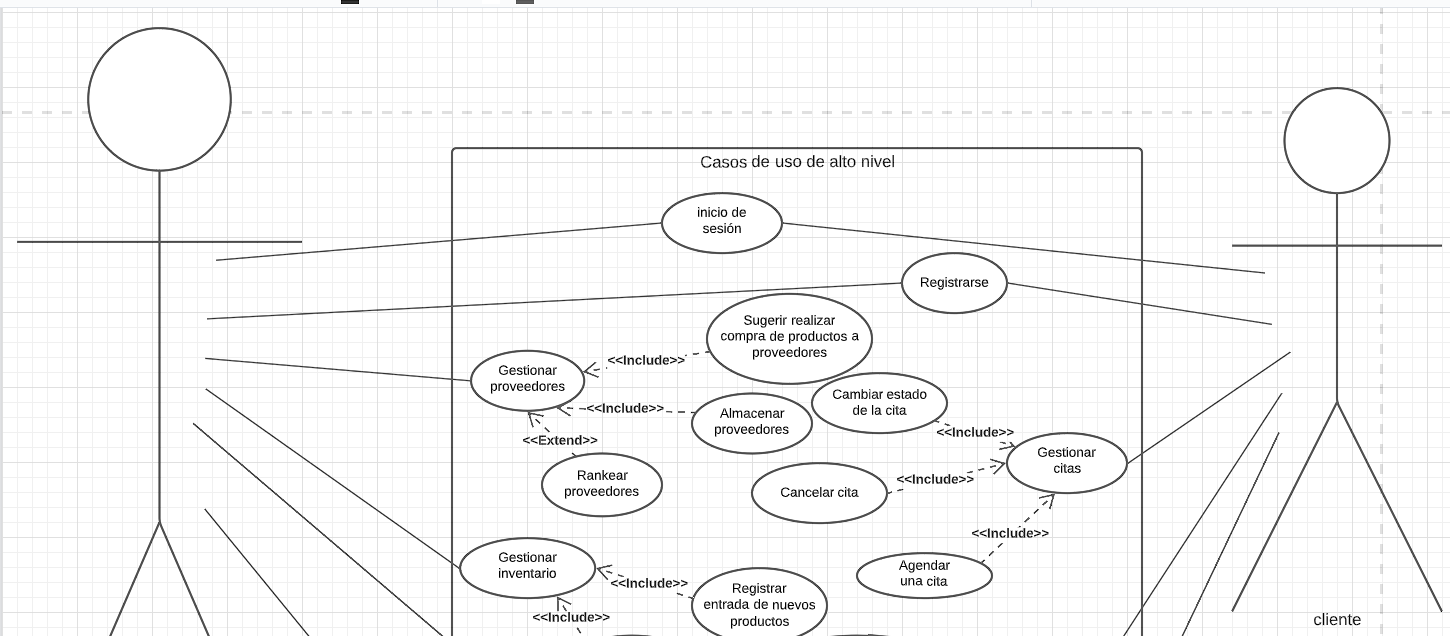 Casos de uso de alto nivel
inicio de
sesión
Registrarse
Sugerir realizar
compra de productos a
proveedores
<<Include>>
Gestionar
proveedores
Cambiar estado
de la cita
<<Include>>
Almacenar
proveedores
<<Include>>
<<Extend>>
Gestionar
citas
Rankear
proveedores
Cancelar cita
<<Include>>
<<Include>>
Gestionar
inventario
Agendar
una cita
<<Include>>
Registrar
entrada de nuevos
productos
<<Include>>
cliente